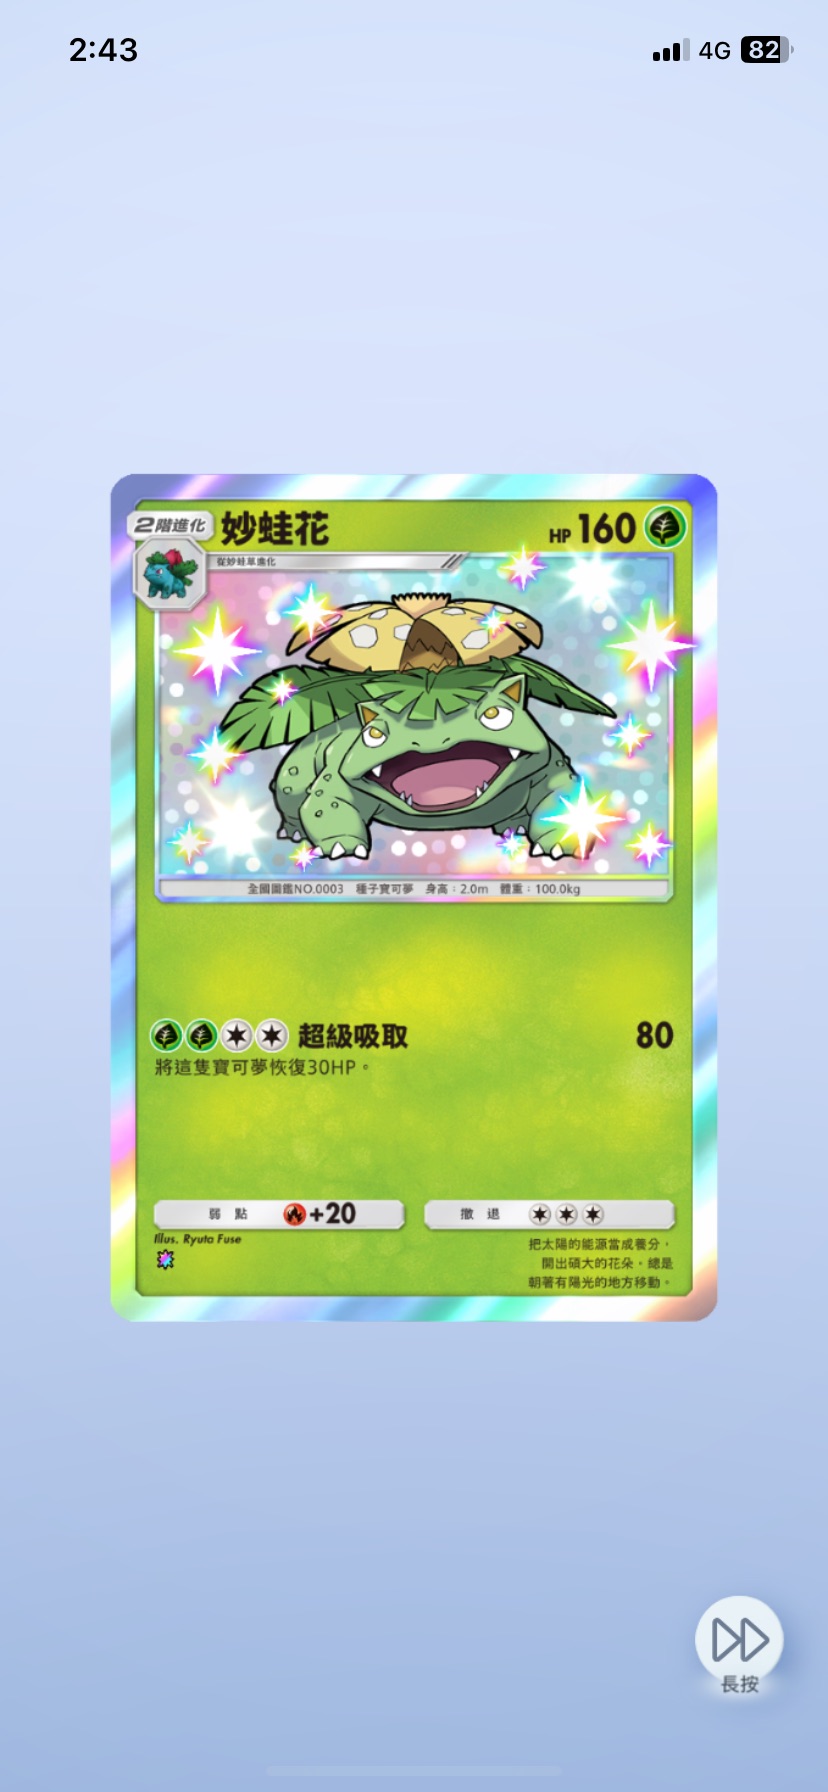 2:43
4G 82
2階進化 妙蛙花 HP 160
從妙蛙草進化
全國圖鑑NO.0003 種子寶可夢 身高：2.0m 體重：100.0kg
超級吸取 80
將這隻寶可夢恢復30HP。
弱點 +20 撤退
Illus. Ryuta Fuse
把太陽的能源當成養分，
開出碩大的花朵。總是
朝著有陽光的地方移動。
長按